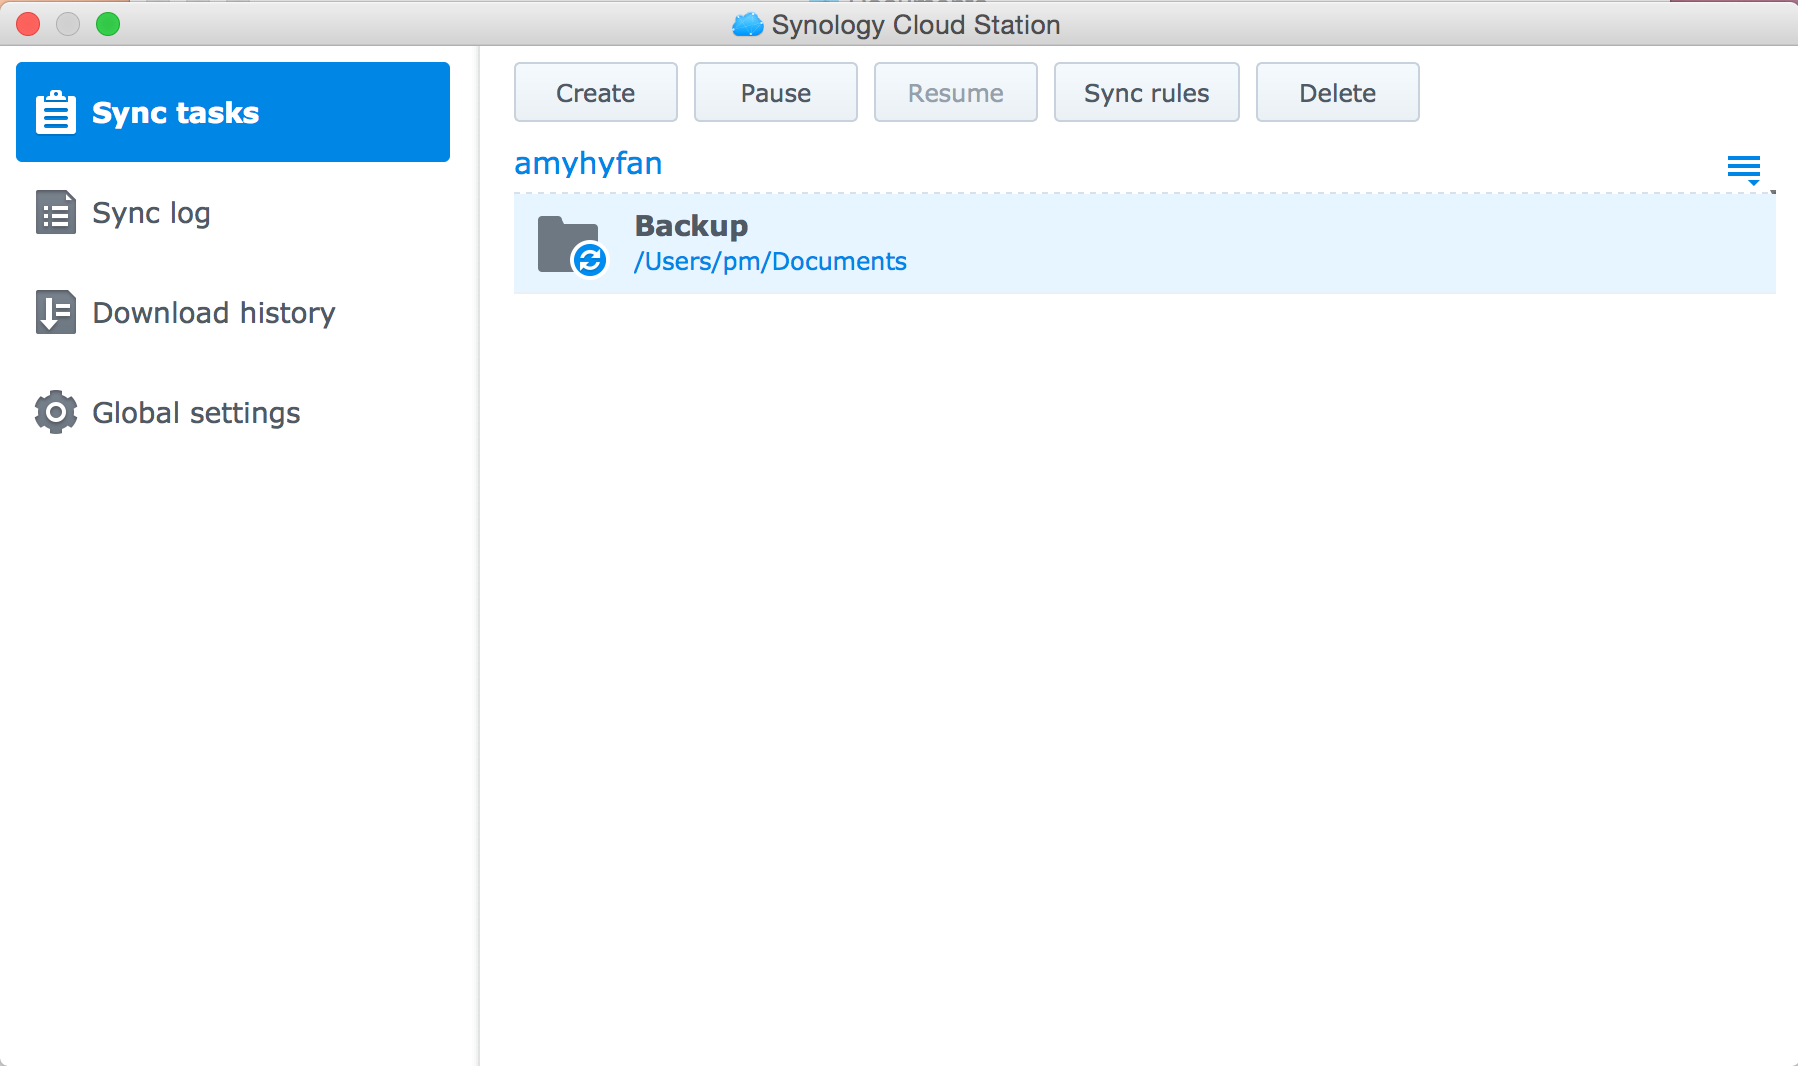 Synology Cloud Station
Sync tasks
Sync log
Download history
Global settings
Create
Pause
Resume
Sync rules
Delete
amyhyfan
Backup
/Users/pm/Documents